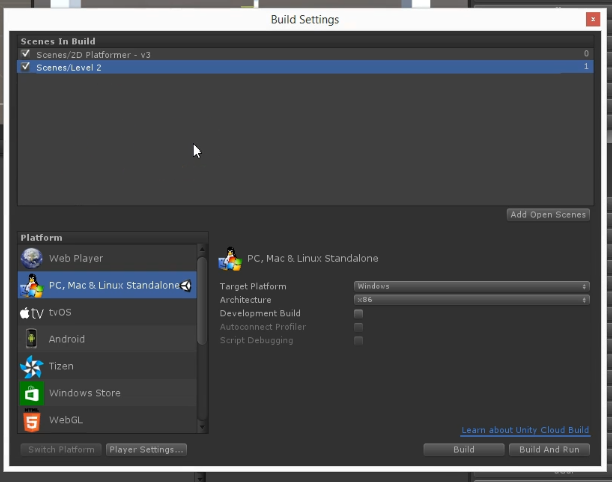 Build Settings
x
Scenes In Build
Scenes/2D Platformer - v3 0
Scenes/Level 2 1
Add Open Scenes
Platform
Web Player
PC, Mac & Linux Standalone
tv tvOS
Android
Tizen
Windows Store
HTML
5 WebGL
PC, Mac & Linux Standalone
Target Platform Windows
Architecture x86
Development Build
Autoconnect Profiler
Script Debugging
Learn about Unity Cloud Build
Switch Platform Player Settings... Build Build And Run